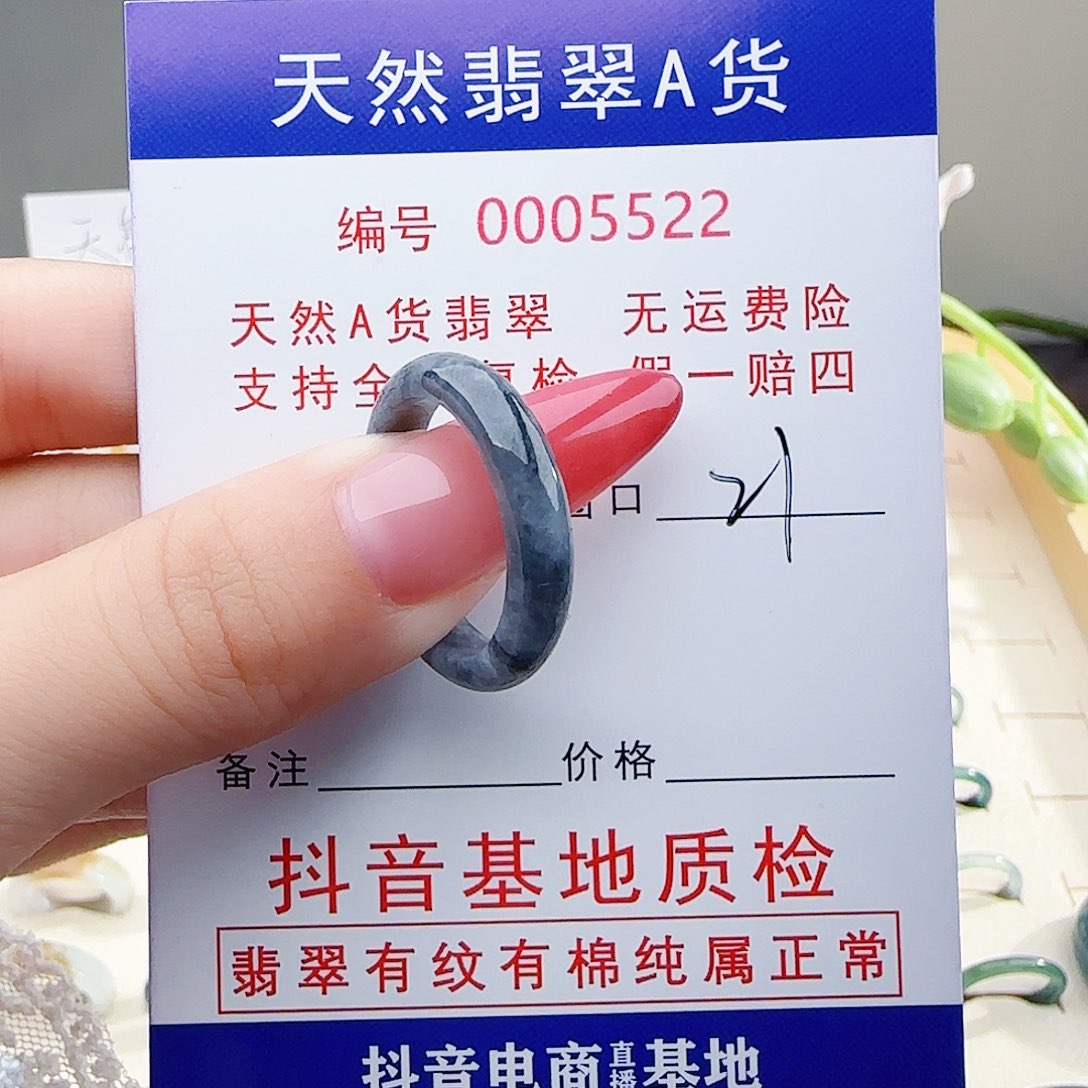 天然翡翠A货
编号 0005522
天然A货翡翠 无运费险
支持全 复检 假一赔四
口 21
备注 价格
抖音基地质检
翡翠有纹有棉纯属正常
抖音电商直播基地